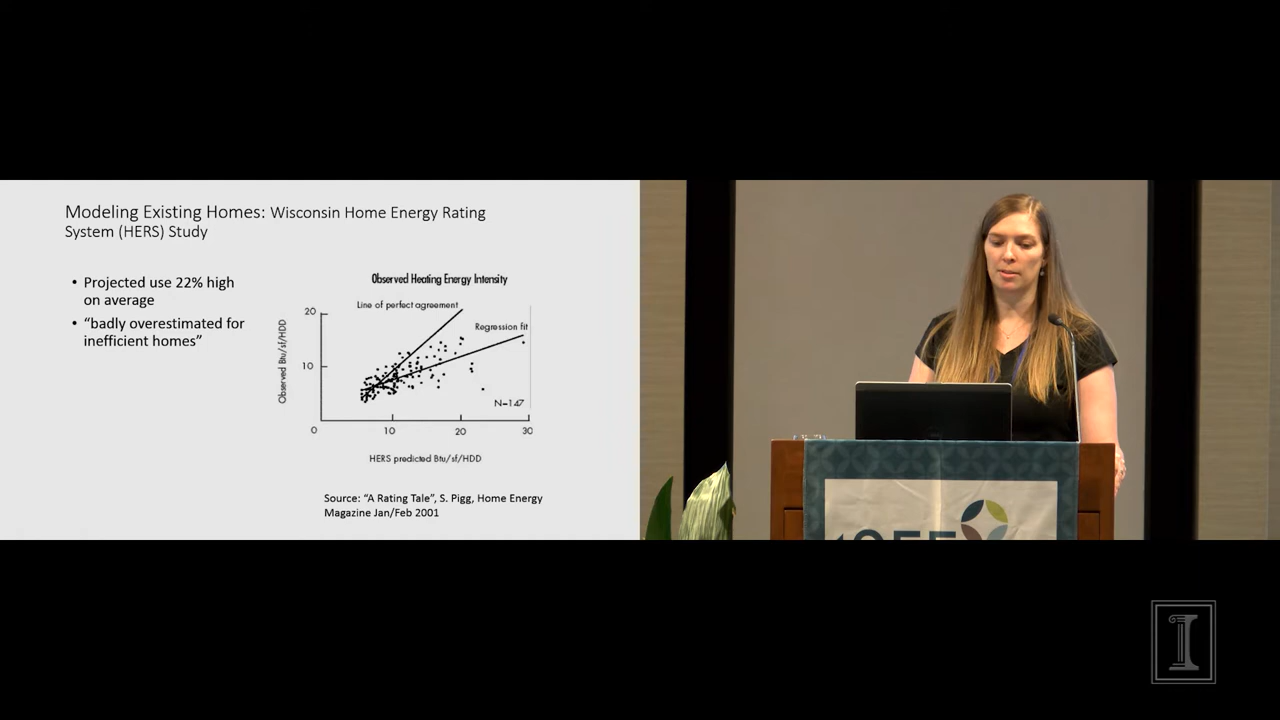 Modeling Existing Homes: Wisconsin Home Energy Rating
System (HERS) Study
• Projected use 22% high
on average
• “badly overestimated for
inefficient homes”
Observed Heating Energy Intensity
Line of perfect agreement
Regression fit
Observed Btu/sf/HDD
20
10
N=147
0
10
20
30
HERS predicted Btu/sf/HDD
Source: “A Rating Tale”, S. Pigg, Home Energy
Magazine Jan/Feb 2001
I